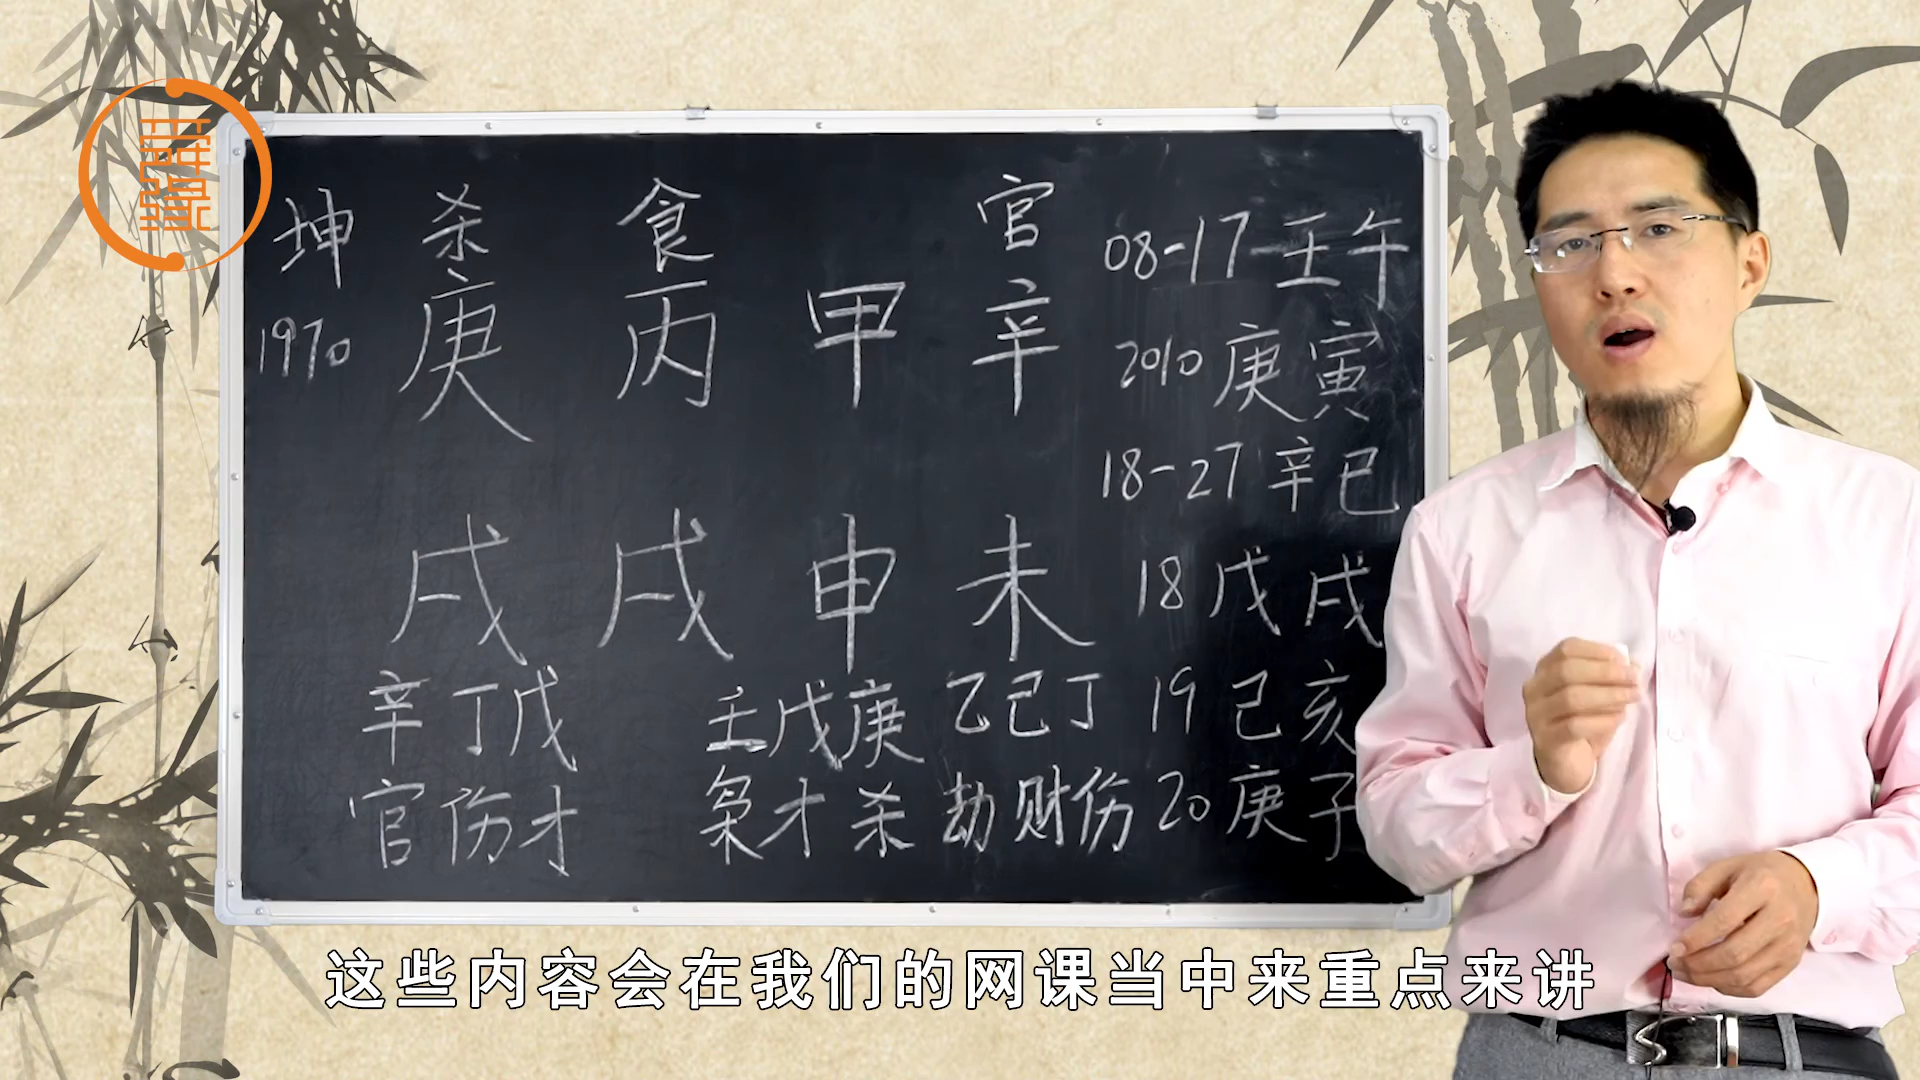 坤 杀 食 官
1970 庚 丙 甲 辛
戌 戌 申 未
辛丁戊 壬戊庚 乙己丁
官伤才 枭才杀 劫财伤
08-17 壬午
2010 庚寅
18-27 辛巳
18 戊戌
19 己亥
20 庚子
这些内容会在我们的网课当中来重点来讲